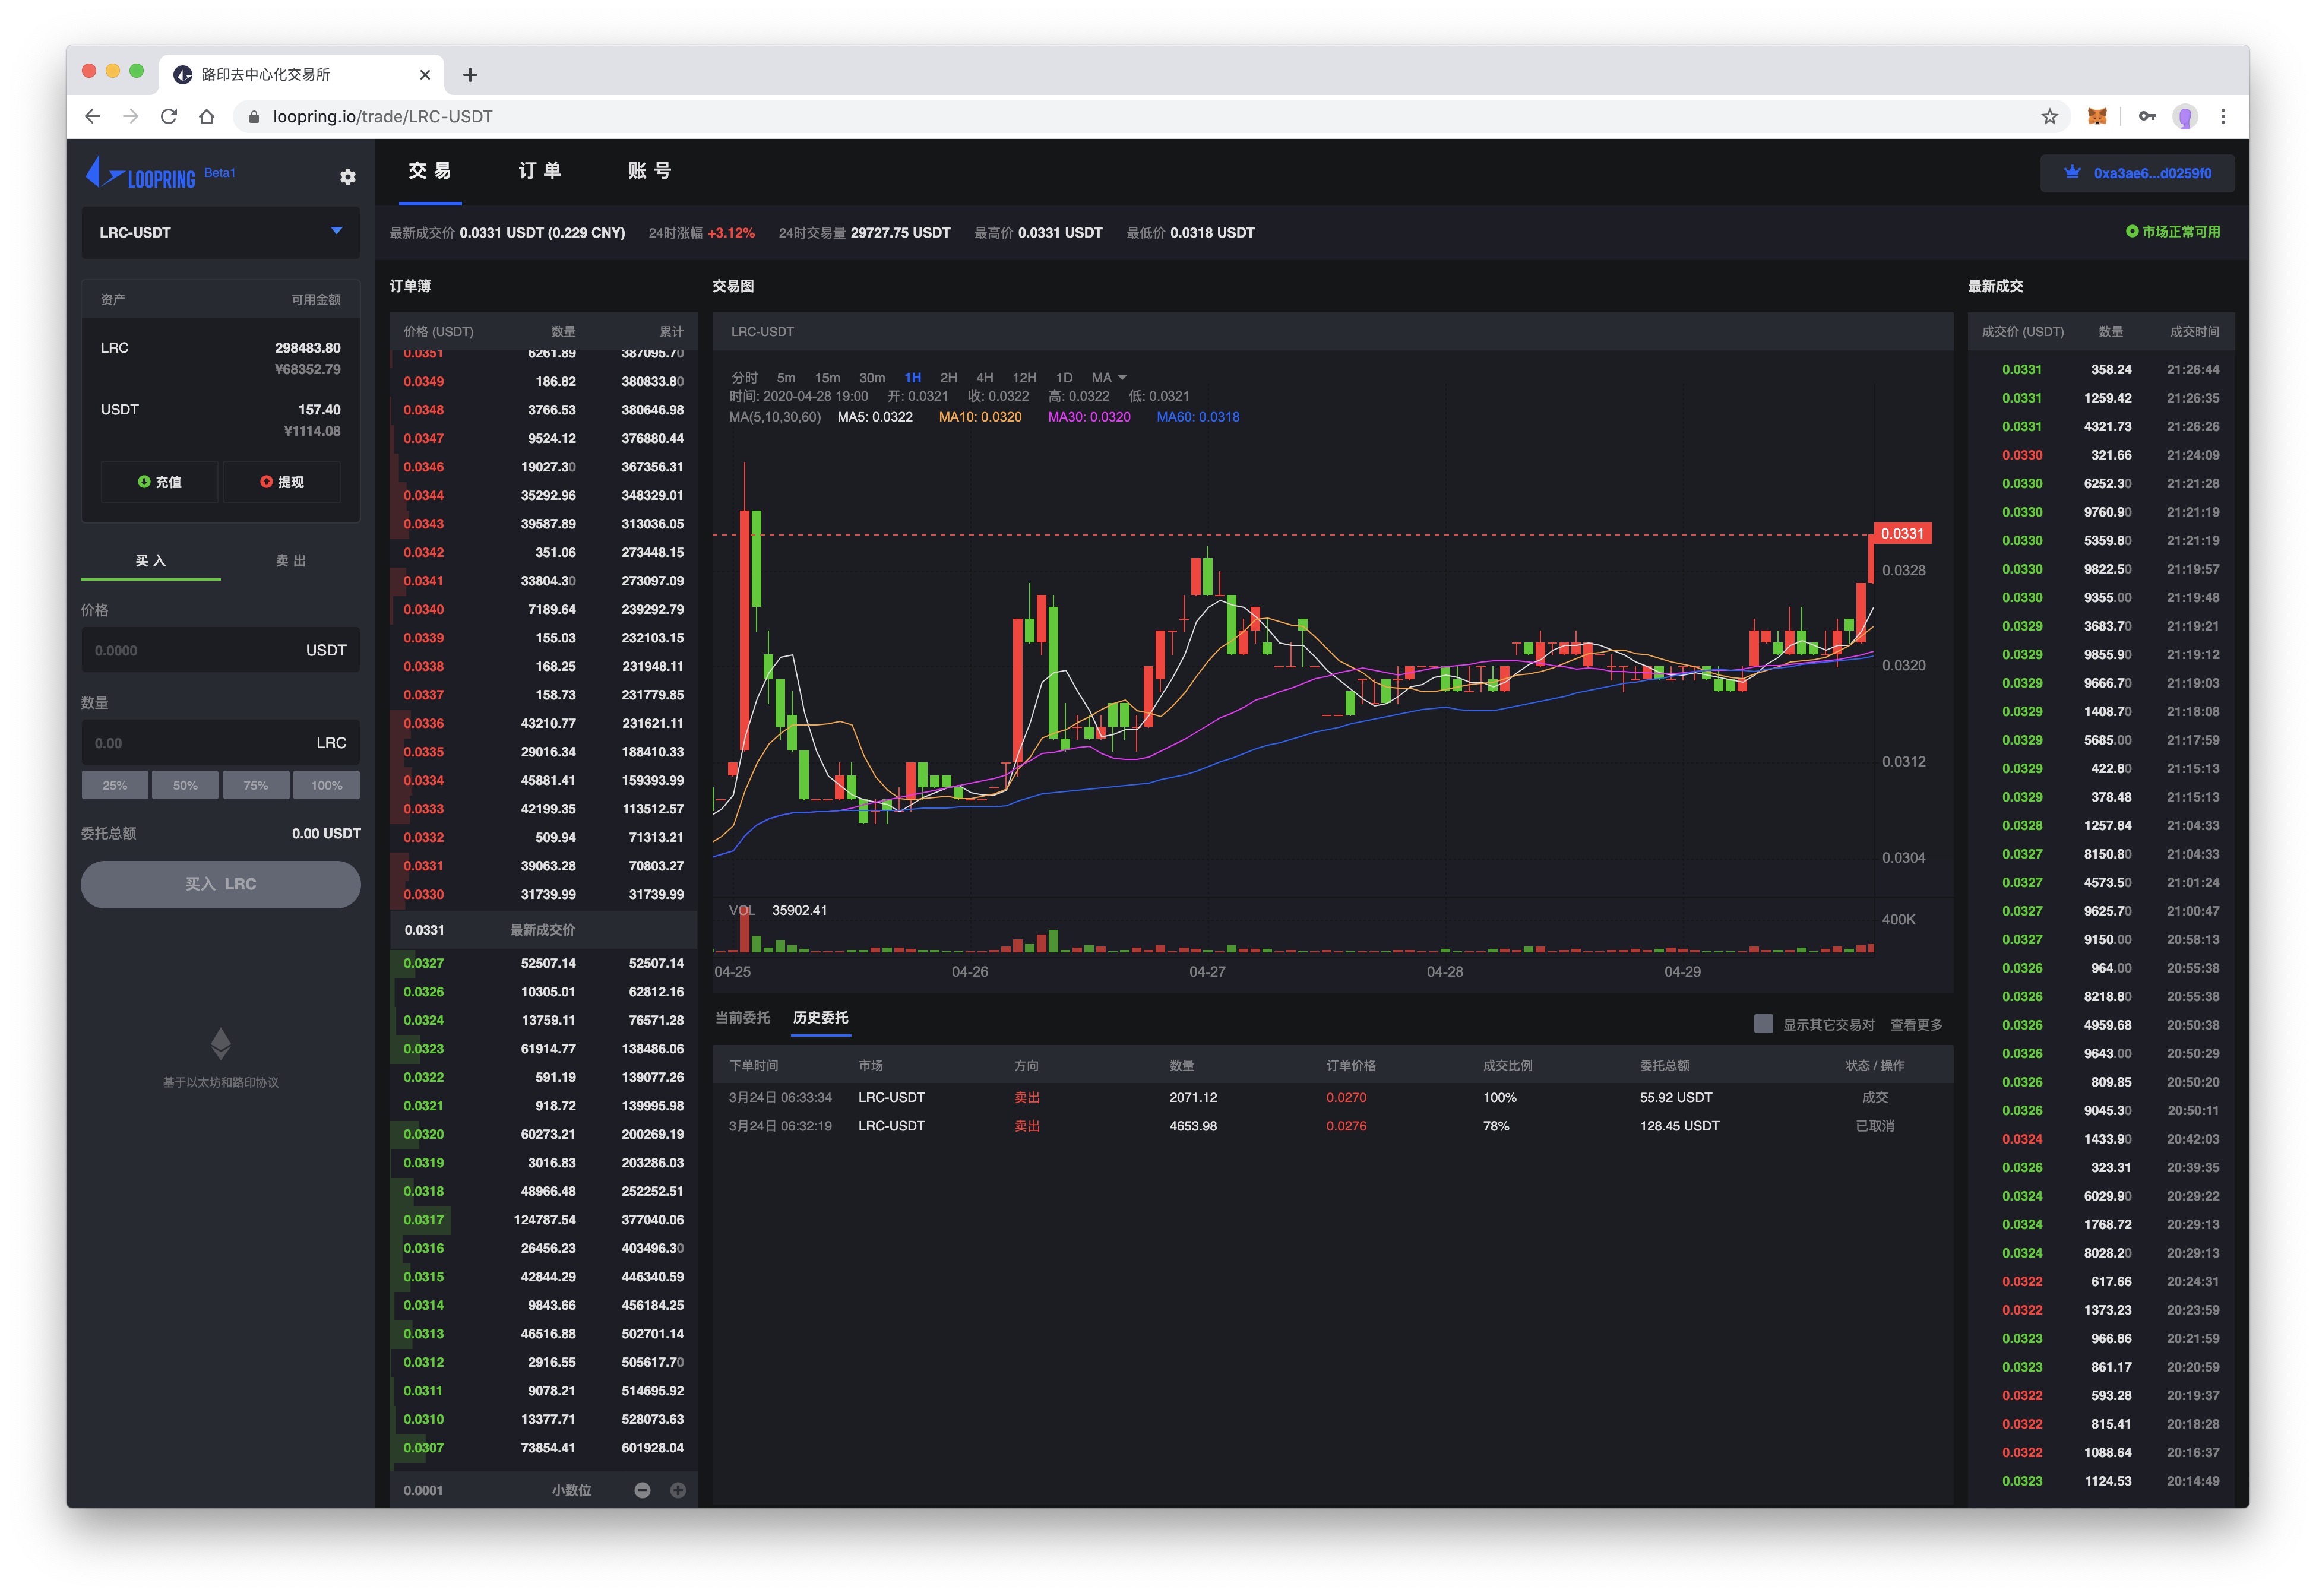 路印去中心化交易所
loopring.io/trade/LRC-USDT
LOOPRING Beta1
交易 订单 账号
0xa3ae6...d0259f0
LRC-USDT
最新成交价 0.0331 USDT (0.229 CNY) 24时涨幅 +3.12% 24时交易量 29727.75 USDT 最高价 0.0331 USDT 最低价 0.0318 USDT
市场正常可用
资产 可用金额
LRC 298483.80
¥68352.79
USDT 157.40
¥1114.08
充值 提现
买入 卖出
价格
0.0000 USDT
数量
0.00 LRC
25% 50% 75% 100%
委托总额 0.00 USDT
买入 LRC
基于以太坊和路印协议
订单簿
价格 (USDT) 数量 累计
0.0351 6261.89 387095.70
0.0349 186.82 380833.80
0.0348 3766.53 380646.98
0.0347 9524.12 376880.44
0.0346 19027.30 367356.31
0.0344 35292.96 348329.01
0.0343 39587.89 313036.05
0.0342 351.06 273448.15
0.0341 33804.30 273097.09
0.0340 7189.64 239292.79
0.0339 155.03 232103.15
0.0338 168.25 231948.11
0.0337 158.73 231779.85
0.0336 43210.77 231621.11
0.0335 29016.34 188410.33
0.0334 45881.41 159393.99
0.0333 42199.35 113512.57
0.0332 509.94 71313.21
0.0331 39063.28 70803.27
0.0330 31739.99 31739.99
0.0331 最新成交价
0.0327 52507.14 52507.14
0.0326 10305.01 62812.16
0.0324 13759.11 76571.28
0.0323 61914.77 138486.06
0.0322 591.19 139077.26
0.0321 918.72 139995.98
0.0320 60273.21 200269.19
0.0319 3016.83 203286.03
0.0318 48966.48 252252.51
0.0317 124787.54 377040.06
0.0316 26456.23 403496.30
0.0315 42844.29 446340.59
0.0314 9843.66 456184.25
0.0313 46516.88 502701.14
0.0312 2916.55 505617.70
0.0311 9078.21 514695.92
0.0310 13377.71 528073.63
0.0307 73854.41 601928.04
0.0001 小数位
交易图
LRC-USDT
分时 5m 15m 30m 1H 2H 4H 12H 1D MA
时间: 2020-04-28 19:00 开: 0.0321 收: 0.0322 高: 0.0322 低: 0.0321
MA(5,10,30,60) MA5: 0.0322 MA10: 0.0320 MA30: 0.0320 MA60: 0.0318
0.0331
0.0328
0.0320
0.0312
0.0304
VOL 35902.41
400K
04-25 04-26 04-27 04-28 04-29
当前委托 历史委托
显示其它交易对 查看更多
下单时间 市场 方向 数量 订单价格 成交比例 委托总额 状态 / 操作
3月24日 06:33:34 LRC-USDT 卖出 2071.12 0.0270 100% 55.92 USDT 成交
3月24日 06:32:19 LRC-USDT 卖出 4653.98 0.0276 78% 128.45 USDT 已取消
最新成交
成交价 (USDT) 数量 成交时间
0.0331 358.24 21:26:44
0.0331 1259.42 21:26:35
0.0331 4321.73 21:26:26
0.0330 321.66 21:24:09
0.0330 6252.30 21:21:28
0.0330 9760.90 21:21:19
0.0330 5359.80 21:21:19
0.0330 9822.50 21:19:57
0.0330 9355.00 21:19:48
0.0329 3683.70 21:19:21
0.0329 9855.90 21:19:12
0.0329 9666.70 21:19:03
0.0329 1408.70 21:18:08
0.0329 5685.00 21:17:59
0.0329 422.80 21:15:13
0.0329 378.48 21:15:13
0.0328 1257.84 21:04:33
0.0327 8150.80 21:04:33
0.0327 4573.50 21:01:24
0.0327 9625.70 21:00:47
0.0327 9150.00 20:58:13
0.0326 964.00 20:55:38
0.0326 8218.80 20:55:38
0.0326 4959.68 20:50:38
0.0326 9643.00 20:50:29
0.0326 809.85 20:50:20
0.0326 9045.30 20:50:11
0.0324 1433.90 20:42:03
0.0326 323.31 20:39:35
0.0324 6029.90 20:29:22
0.0324 1768.72 20:29:13
0.0324 8028.20 20:29:13
0.0322 617.66 20:24:31
0.0322 1373.23 20:23:59
0.0323 966.86 20:21:59
0.0323 861.17 20:20:59
0.0322 593.28 20:19:37
0.0322 815.41 20:18:28
0.0322 1088.64 20:16:37
0.0323 1124.53 20:14:49